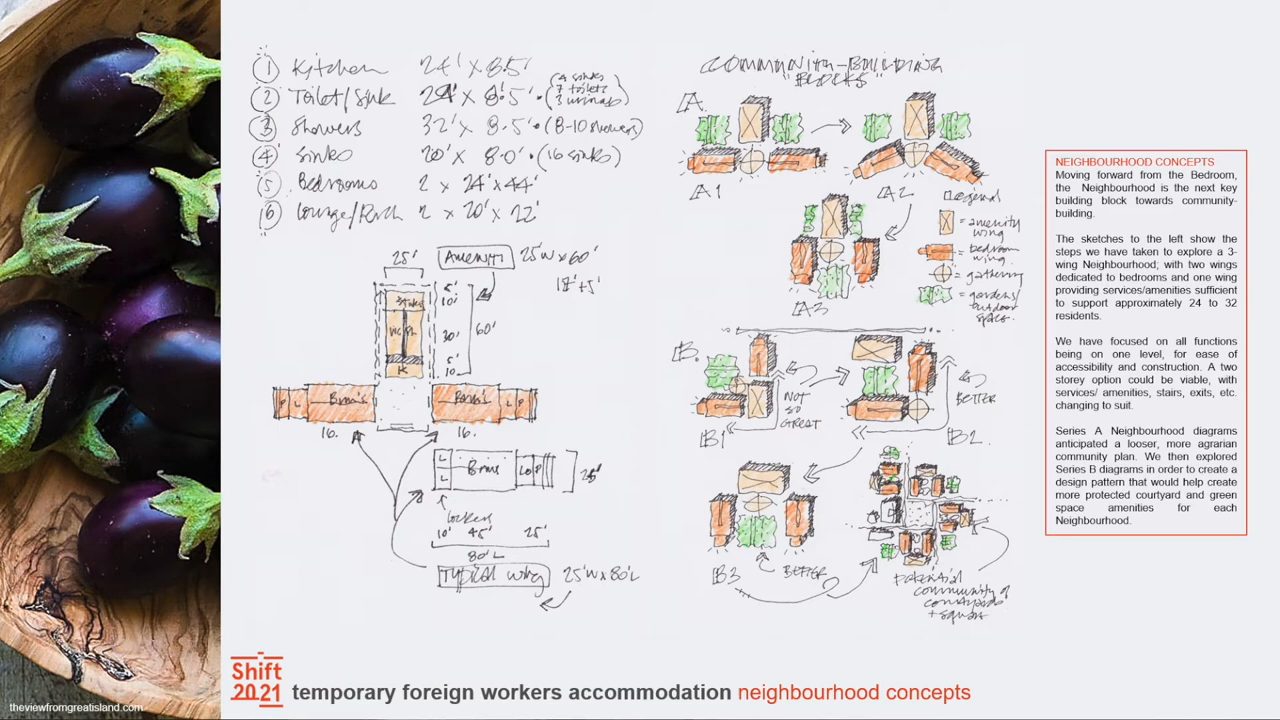 ① Kitchen 24' x 8.5'
② Toilet/Sink 24' x 8.5' • (4 sinks
7 toilets
3 urinals)
③ Showers 32' x 8.5' • (8-10 showers)
④ Sinks 20' x 8.0' • (16 sinks)
⑤ Bedrooms 2 x 24' x 44'
⑥ Lounge/Porch 2 x 20' x 22'
25'
AMENITY 25'W x 60'
5'
10'
30'
5'
10'
60'
WC
K
L
L
P
16.
16.
L
L
P
Lockers
10' 45' 25'
80'L
TYPICAL WING 25'W x 80'L
COMMUNITY-BUILDING
"BLOCKS"
A.
A1
A2
A3
Legend
= amenity
wing
= bedroom
wing
= gathering
= gardens/
outdoor
space.
B.
NOT
SO
GREAT
BETTER
B1
B2
B3
BETTER
POTENTIAL
community of
courtyards
+ square
NEIGHBOURHOOD CONCEPTS
Moving forward from the Bedroom,
the Neighbourhood is the next key
building block towards community-
building.
The sketches to the left show the
steps we have taken to explore a 3-
wing Neighbourhood; with two wings
dedicated to bedrooms and one wing
providing services/amenities sufficient
to support approximately 24 to 32
residents.
We have focused on all functions
being on one level, for ease of
accessibility and construction. A two
storey option could be viable, with
services/ amenities, stairs, exits, etc.
changing to suit.
Series A Neighbourhood diagrams
anticipated a looser, more agrarian
community plan. We then explored
Series B diagrams in order to create a
design pattern that would help create
more protected courtyard and green
space amenities for each
Neighbourhood.
Shift
2021
temporary foreign workers accommodation neighbourhood concepts
theviewfromgreatisland.com